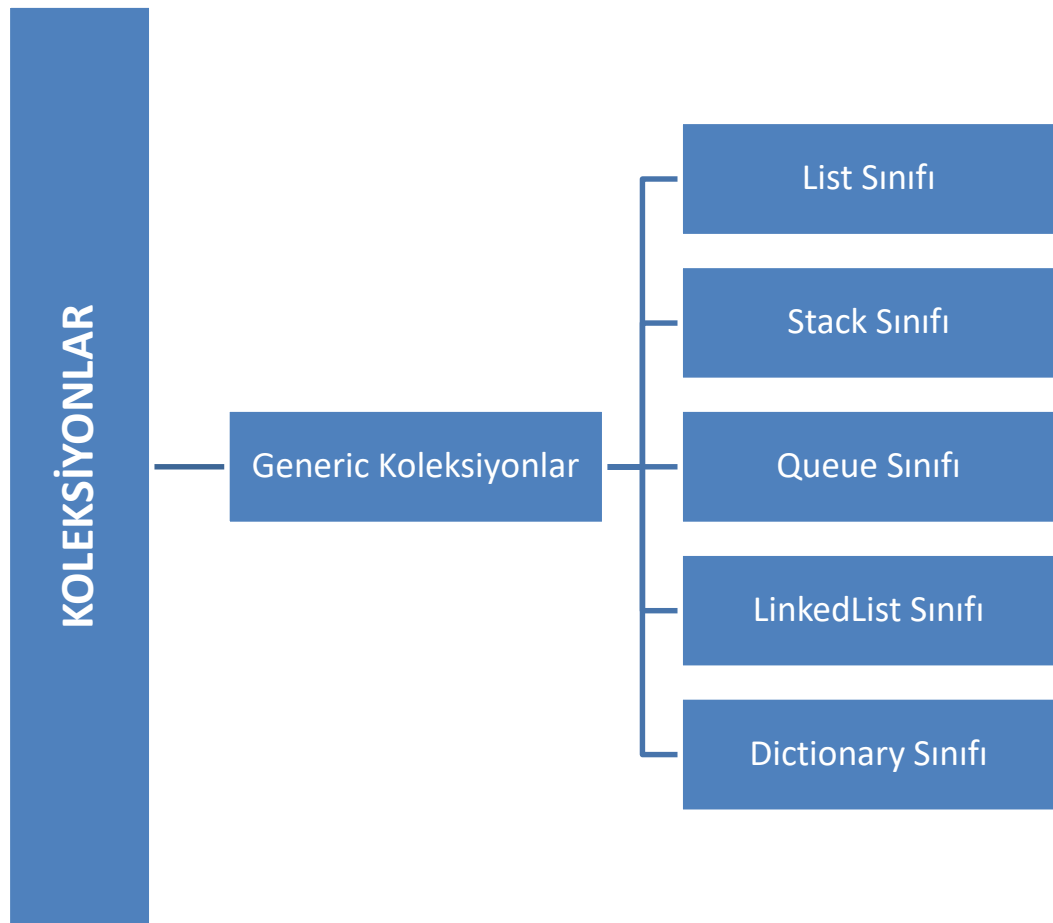 KOLEKSİYONLAR
Generic Koleksiyonlar
List Sınıfı
Stack Sınıfı
Queue Sınıfı
LinkedList Sınıfı
Dictionary Sınıfı